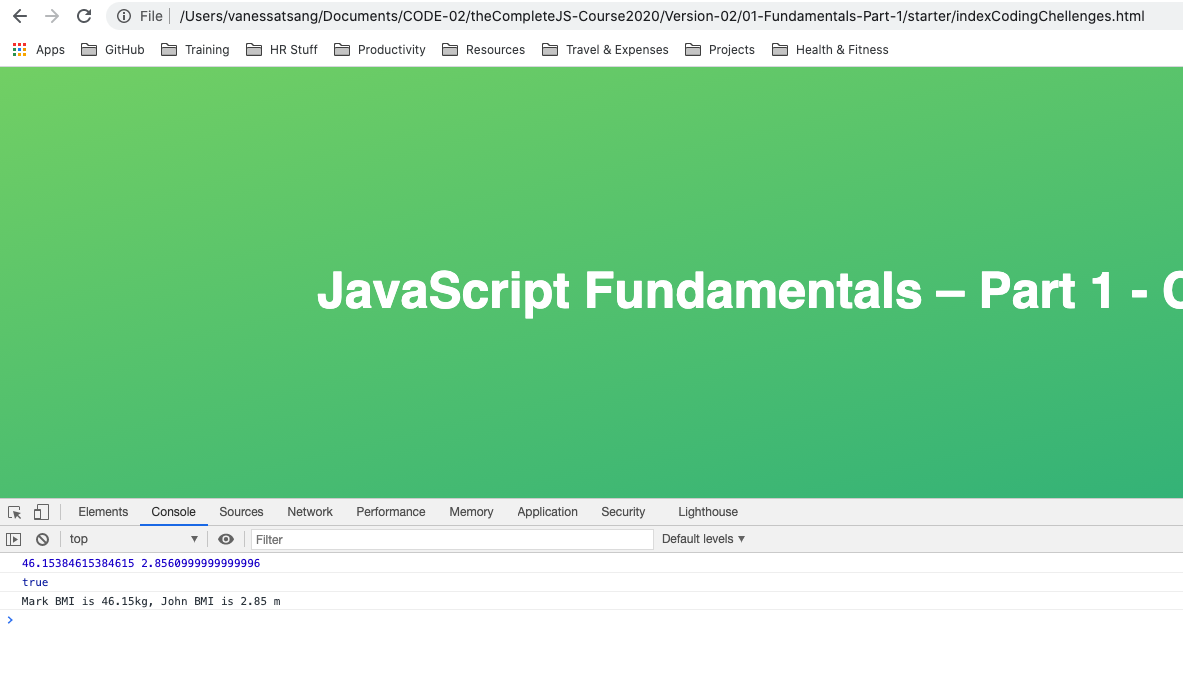 File /Users/vanessatsang/Documents/CODE-02/theCompleteJS-Course2020/Version-02/01-Fundamentals-Part-1/starter/indexCodingChellenges.html
Apps GitHub Training HR Stuff Productivity Resources Travel & Expenses Projects Health & Fitness
JavaScript Fundamentals – Part 1 - C
Elements Console Sources Network Performance Memory Application Security Lighthouse
top Filter Default levels
46.15384615384615 2.8560999999999996
true
Mark BMI is 46.15kg, John BMI is 2.85 m